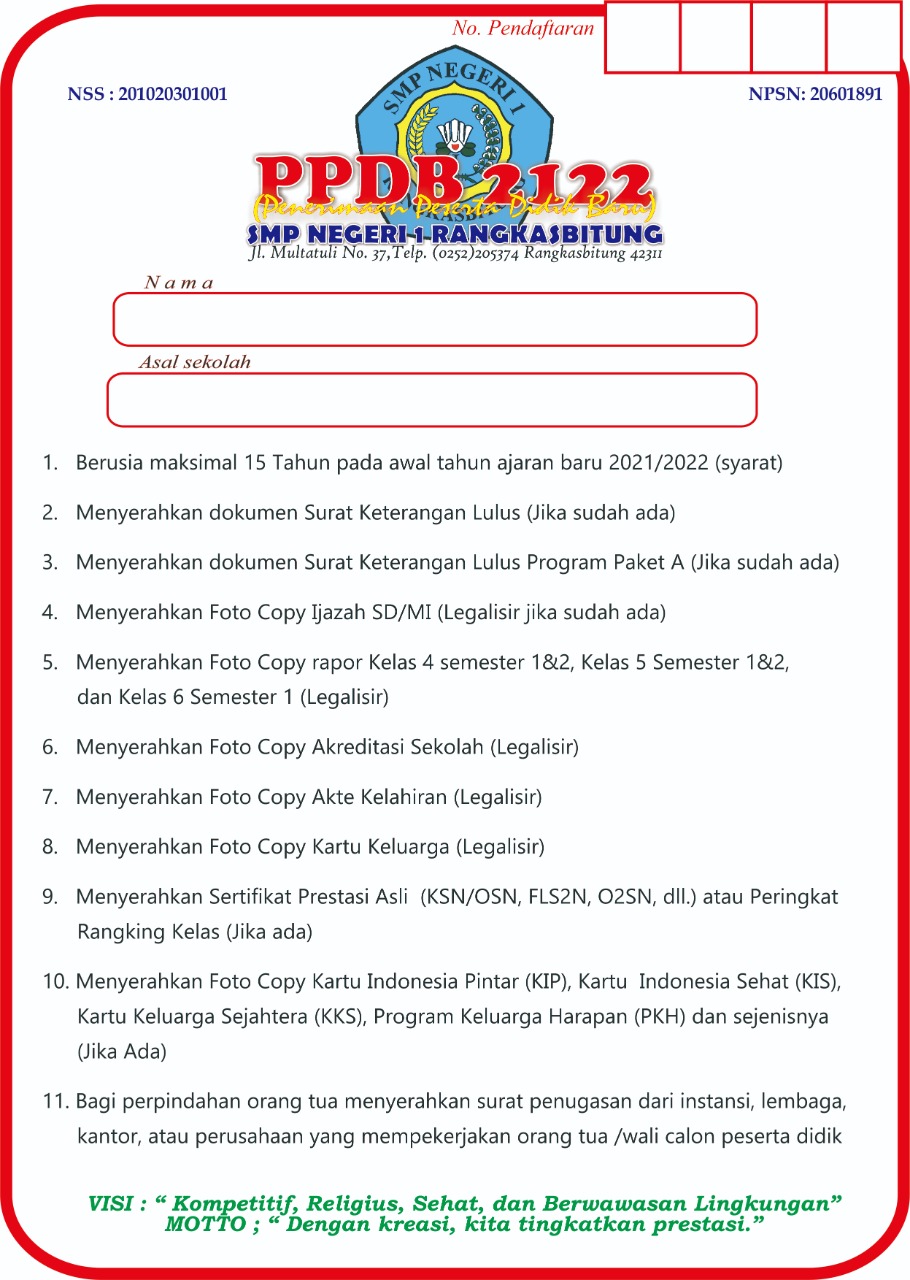 No. Pendaftaran
NSS : 201020301001
NPSN: 20601891
SMP NEGERI 1
PPDB 2122
(Penerimaan Peserta Didik Baru)
SMP NEGERI 1 RANGKASBITUNG
Jl. Multatuli No. 37,Telp. (0252)205374 Rangkasbitung 42311
Nama
Asal sekolah
1. Berusia maksimal 15 Tahun pada awal tahun ajaran baru 2021/2022 (syarat)
2. Menyerahkan dokumen Surat Keterangan Lulus (Jika sudah ada)
3. Menyerahkan dokumen Surat Keterangan Lulus Program Paket A (Jika sudah ada)
4. Menyerahkan Foto Copy Ijazah SD/MI (Legalisir jika sudah ada)
5. Menyerahkan Foto Copy rapor Kelas 4 semester 1&2, Kelas 5 Semester 1&2,
dan Kelas 6 Semester 1 (Legalisir)
6. Menyerahkan Foto Copy Akreditasi Sekolah (Legalisir)
7. Menyerahkan Foto Copy Akte Kelahiran (Legalisir)
8. Menyerahkan Foto Copy Kartu Keluarga (Legalisir)
9. Menyerahkan Sertifikat Prestasi Asli (KSN/OSN, FLS2N, O2SN, dll.) atau Peringkat
Rangking Kelas (Jika ada)
10. Menyerahkan Foto Copy Kartu Indonesia Pintar (KIP), Kartu Indonesia Sehat (KIS),
Kartu Keluarga Sejahtera (KKS), Program Keluarga Harapan (PKH) dan sejenisnya
(Jika Ada)
11. Bagi perpindahan orang tua menyerahkan surat penugasan dari instansi, lembaga,
kantor, atau perusahaan yang mempekerjakan orang tua /wali calon peserta didik
VISI : “ Kompetitif, Religius, Sehat, dan Berwawasan Lingkungan”
MOTTO ; “ Dengan kreasi, kita tingkatkan prestasi.”